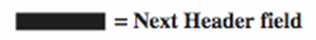 = Next Header field